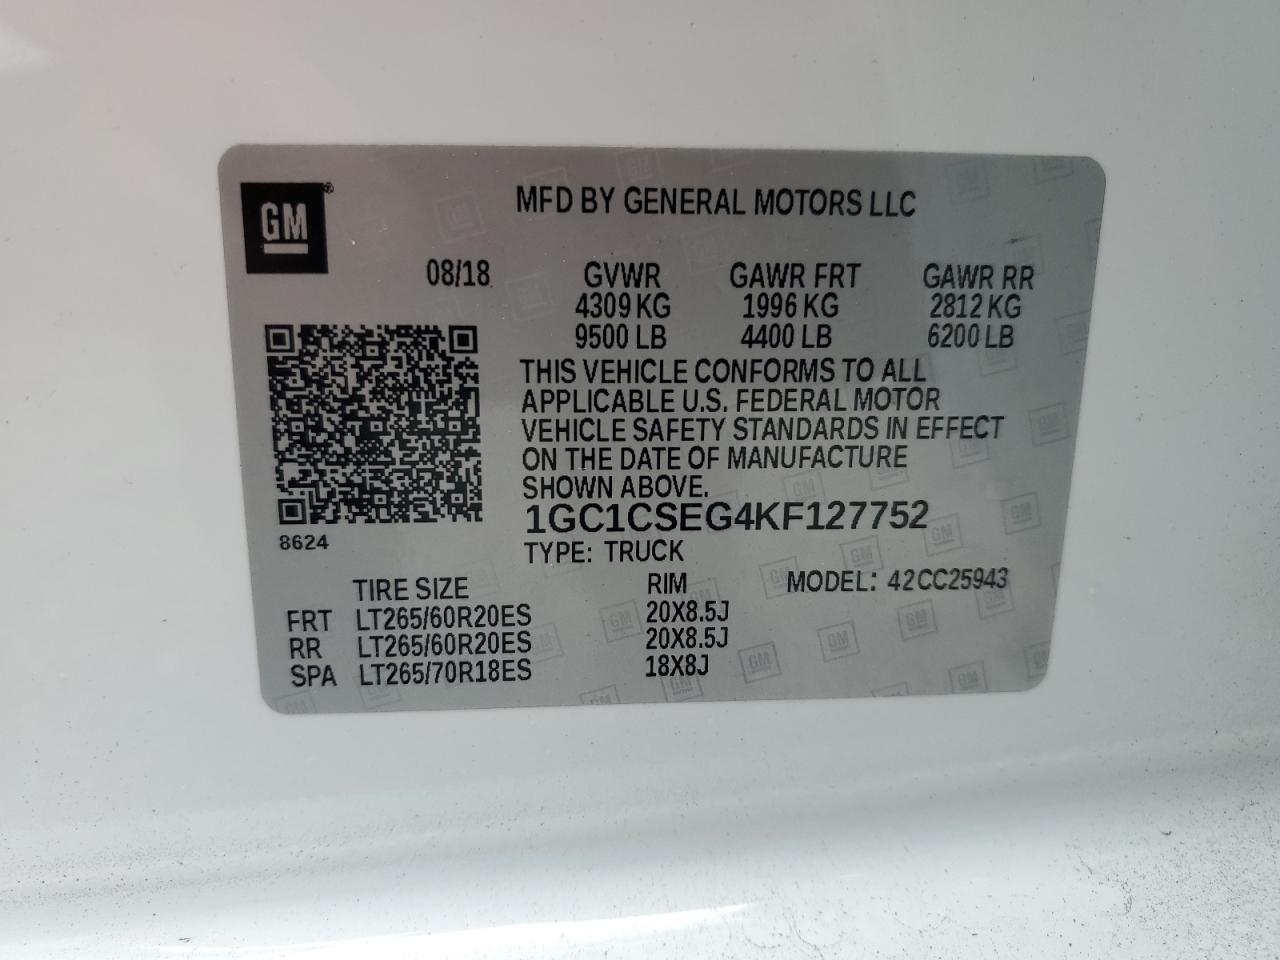 GM ®
MFD BY GENERAL MOTORS LLC
08/18 GVWR GAWR FRT GAWR RR
4309 KG 1996 KG 2812 KG
9500 LB 4400 LB 6200 LB
THIS VEHICLE CONFORMS TO ALL
APPLICABLE U.S. FEDERAL MOTOR
VEHICLE SAFETY STANDARDS IN EFFECT
ON THE DATE OF MANUFACTURE
SHOWN ABOVE.
1GC1CSEG4KF127752
8624
TYPE: TRUCK
TIRE SIZE RIM MODEL: 42CC25943
FRT LT265/60R20ES 20X8.5J
RR LT265/60R20ES 20X8.5J
SPA LT265/70R18ES 18X8J